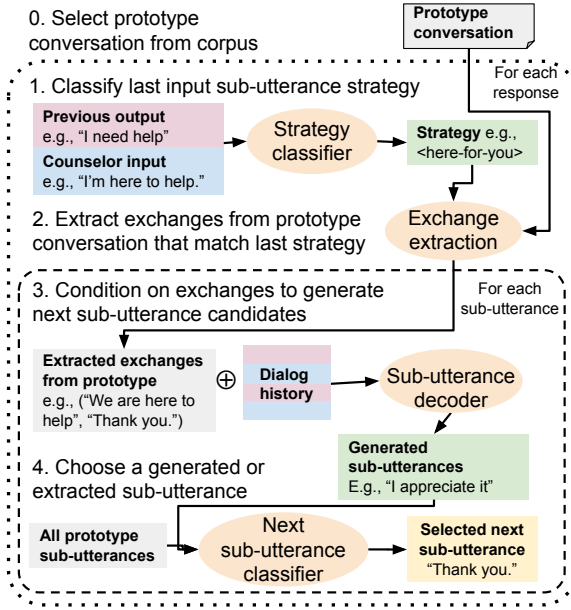 0. Select prototype
conversation from corpus
Prototype
conversation
For each
response
1. Classify last input sub-utterance strategy
Previous output
e.g., “I need help”
Counselor input
e.g., “I’m here to help.”
Strategy
classifier
Strategy e.g.,
<here-for-you>
2. Extract exchanges from prototype
conversation that match last strategy
Exchange
extraction
3. Condition on exchanges to generate
next sub-utterance candidates
For each
sub-utterance
Extracted exchanges
from prototype
e.g., (“We are here to
help”, “Thank you.”)
⊕
Dialog
history
Sub-utterance
decoder
Generated
sub-utterances
E.g., “I appreciate it”
4. Choose a generated or
extracted sub-utterance
All prototype
sub-utterances
Next
sub-utterance
classifier
Selected next
sub-utterance
“Thank you.”